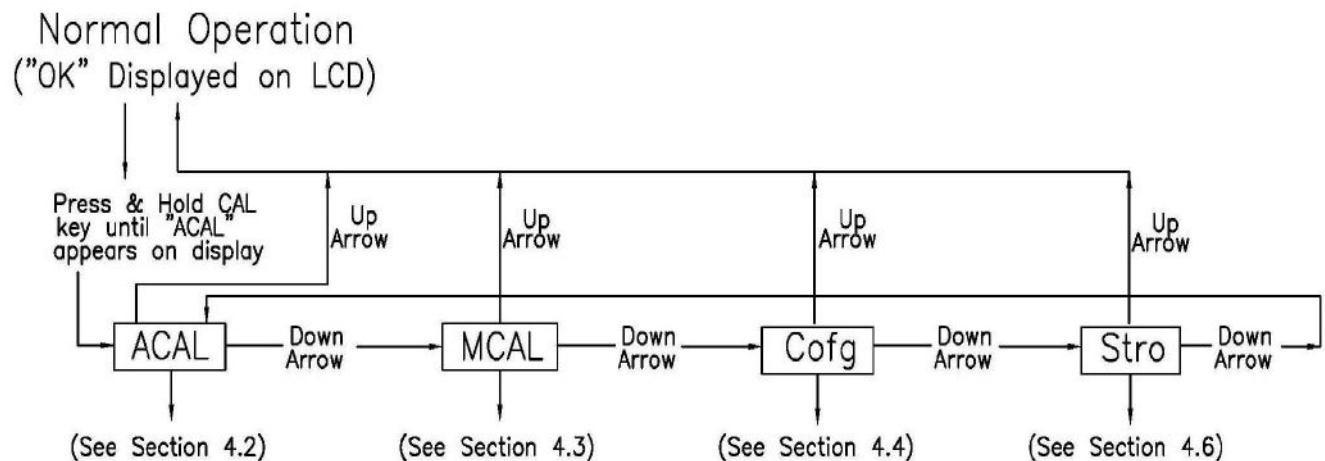 Normal Operation
("OK" Displayed on LCD)
Press & Hold CAL
key until "ACAL"
appears on display
Up
Arrow
Up
Arrow
Up
Arrow
Up
Arrow
ACAL
Down
Arrow
MCAL
Down
Arrow
Cofg
Down
Arrow
Stro
Down
Arrow
(See Section 4.2)
(See Section 4.3)
(See Section 4.4)
(See Section 4.6)